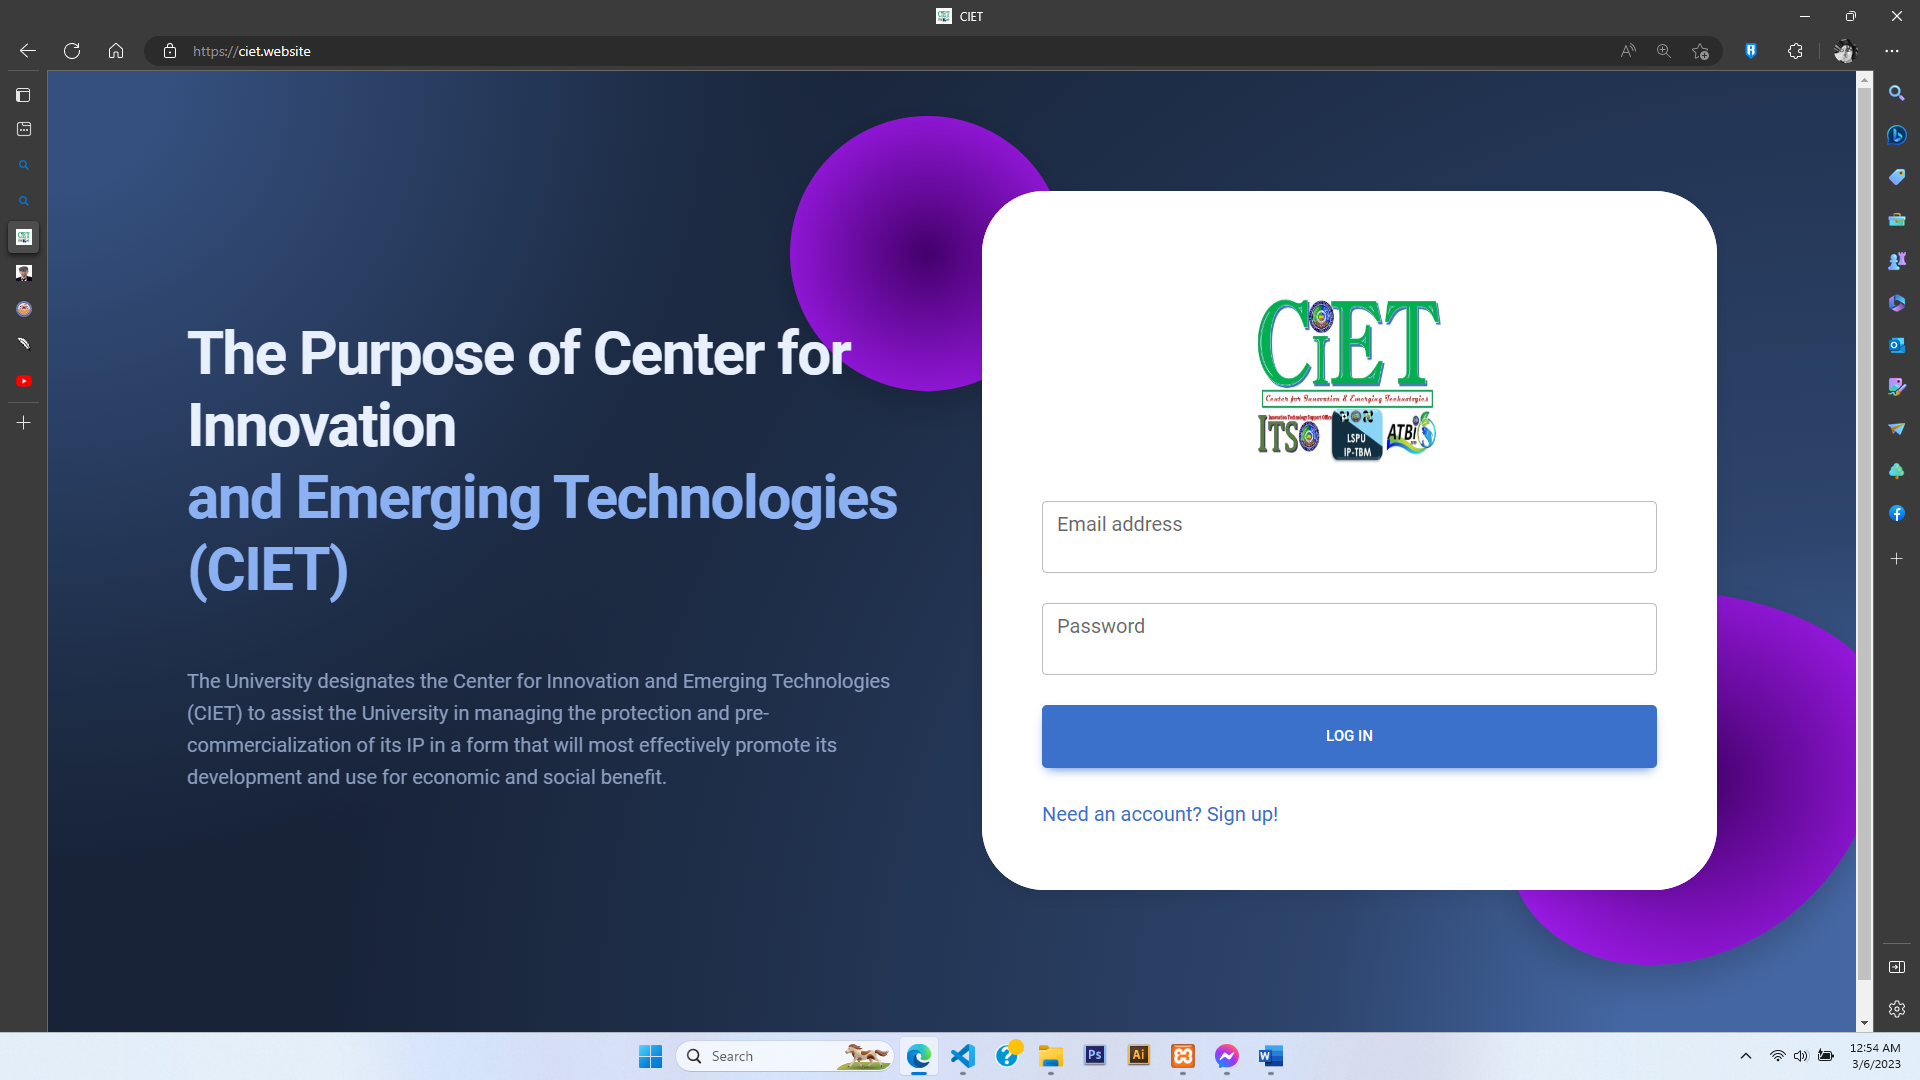 CIET
https://ciet.website
The Purpose of Center for
Innovation
and Emerging Technologies
(CIET)
The University designates the Center for Innovation and Emerging Technologies
(CIET) to assist the University in managing the protection and pre-
commercialization of its IP in a form that will most effectively promote its
development and use for economic and social benefit.
CiET
Center for Innovation & Emerging Technologies
Innovation Technology Support Office
ITSO
LSPU
IP-TBM
ATBI
Email address
Password
LOG IN
Need an account? Sign up!
Search
Ps
Ai
12:54 AM
3/6/2023